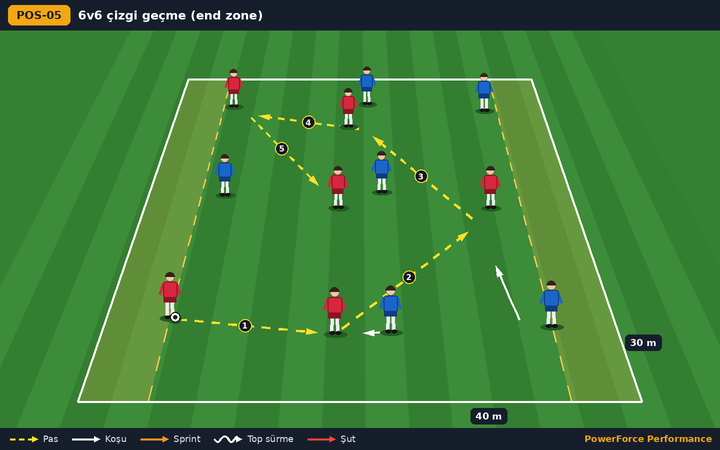 POS-05 6v6 çizgi geçme (end zone)
4
5
3
2
1
30 m
40 m
Pas Koşu Sprint Top sürme Şut PowerForce Performance